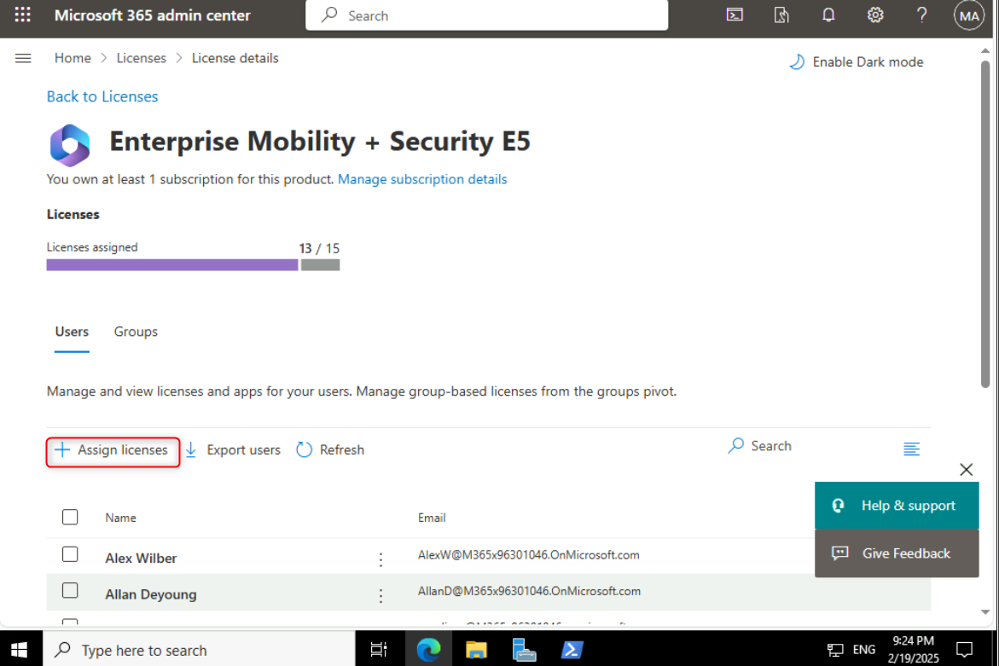 Microsoft 365 admin center
Search
MA
Home > Licenses > License details
Enable Dark mode
Back to Licenses
Enterprise Mobility + Security E5
You own at least 1 subscription for this product. Manage subscription details
Licenses
Licenses assigned 13 / 15
Users Groups
Manage and view licenses and apps for your users. Manage group-based licenses from the groups pivot.
+ Assign licenses Export users Refresh Search
Help & support
Name Email
Give Feedback
Alex Wilber AlexW@M365x96301046.OnMicrosoft.com
Allan Deyoung AllanD@M365x96301046.OnMicrosoft.com
Type here to search
ENG
9:24 PM
2/19/2025